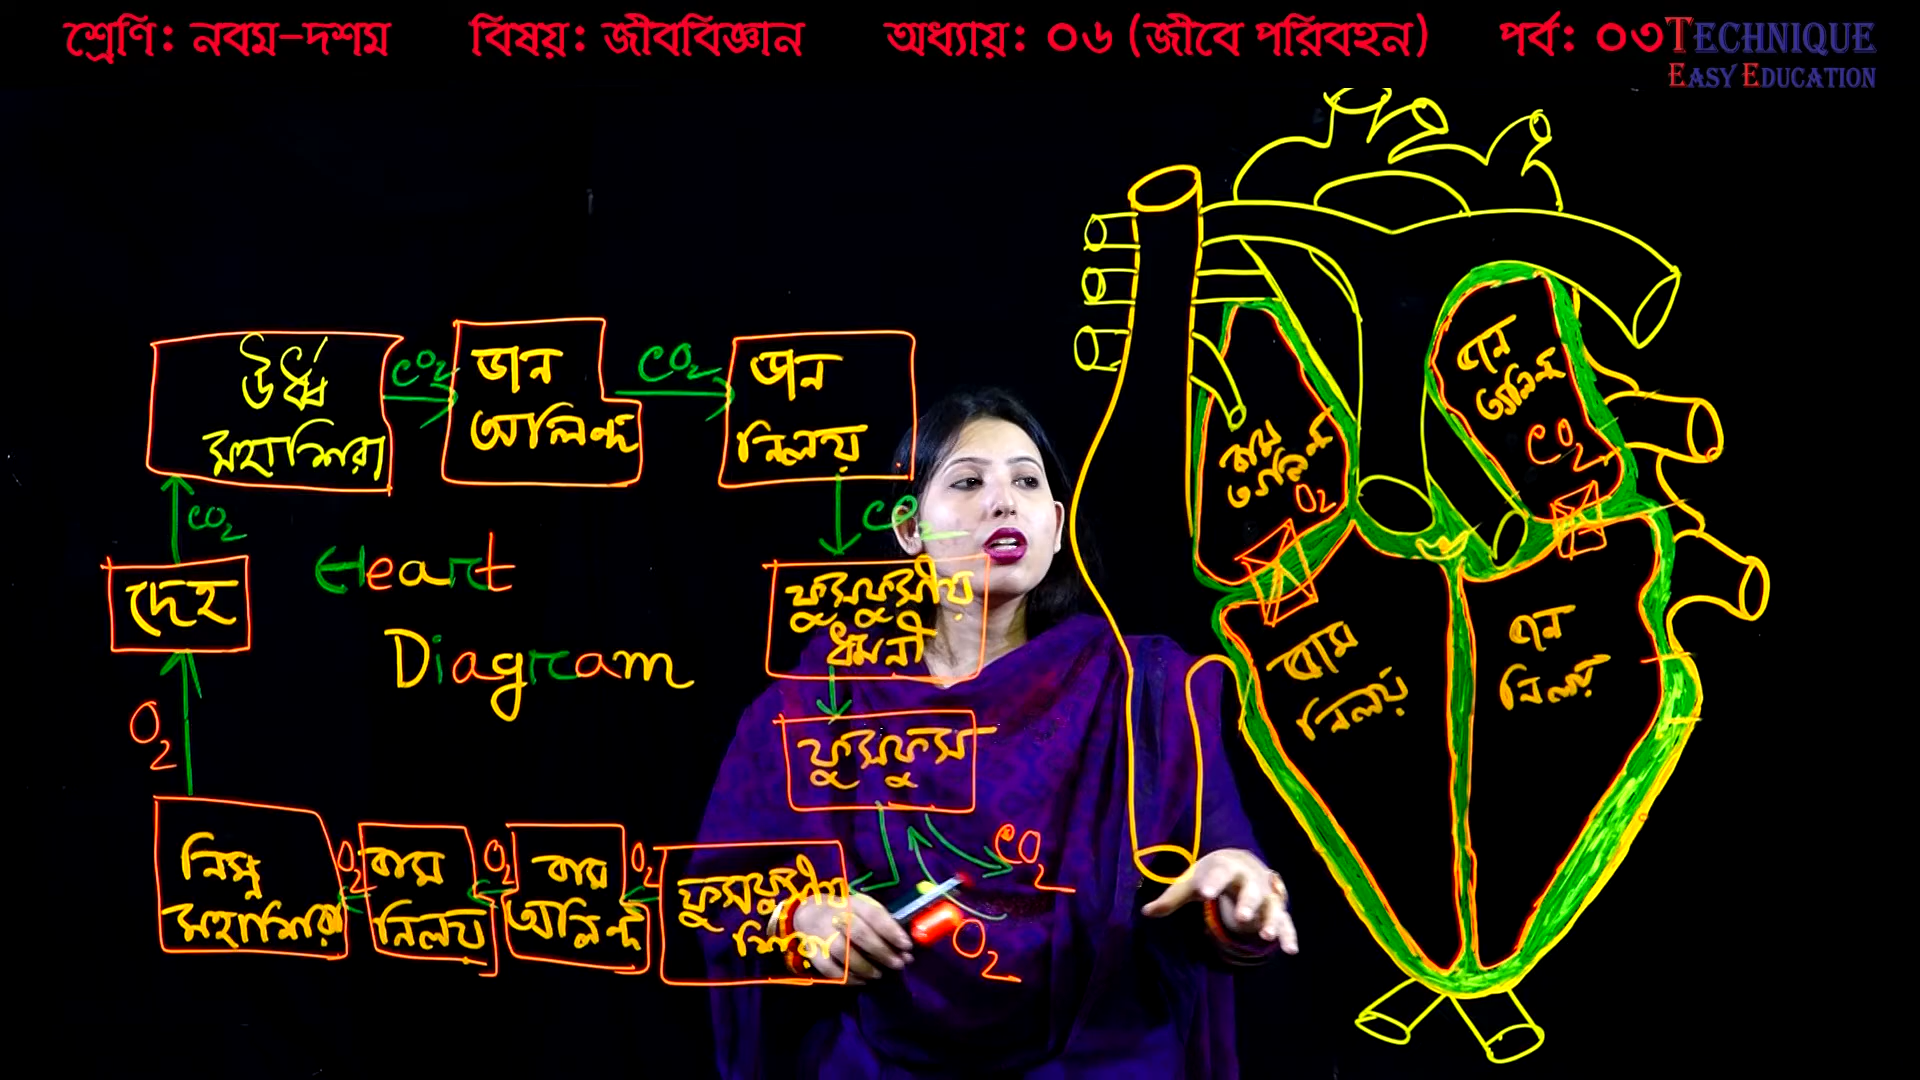 শ্রেণি: নবম-দশম বিষয়: জীববিজ্ঞান অধ্যায়: ০৬ (জীবে পরিবহন) পর্ব: ০৩
TECHNIQUE
EASY EDUCATION
উর্ধ্ব
মহাশিরা
CO2
ডান
অলিন্দ
CO2
ডান
নিলয়
CO2
CO2
দেহ
Heart
Diagram
ফুসফুসীয়
ধমনী
ফুসফুস
CO2
O2
O2
নিম্ন
মহাশিরা
O2
বাম
নিলয়
O2
বাম
অলিন্দ
O2
ফুসফুসীয়
শিরা
বাম
অলিন্দ
O2
ডান
অলিন্দ
CO2
বাম
নিলয়
ডান
নিলয়